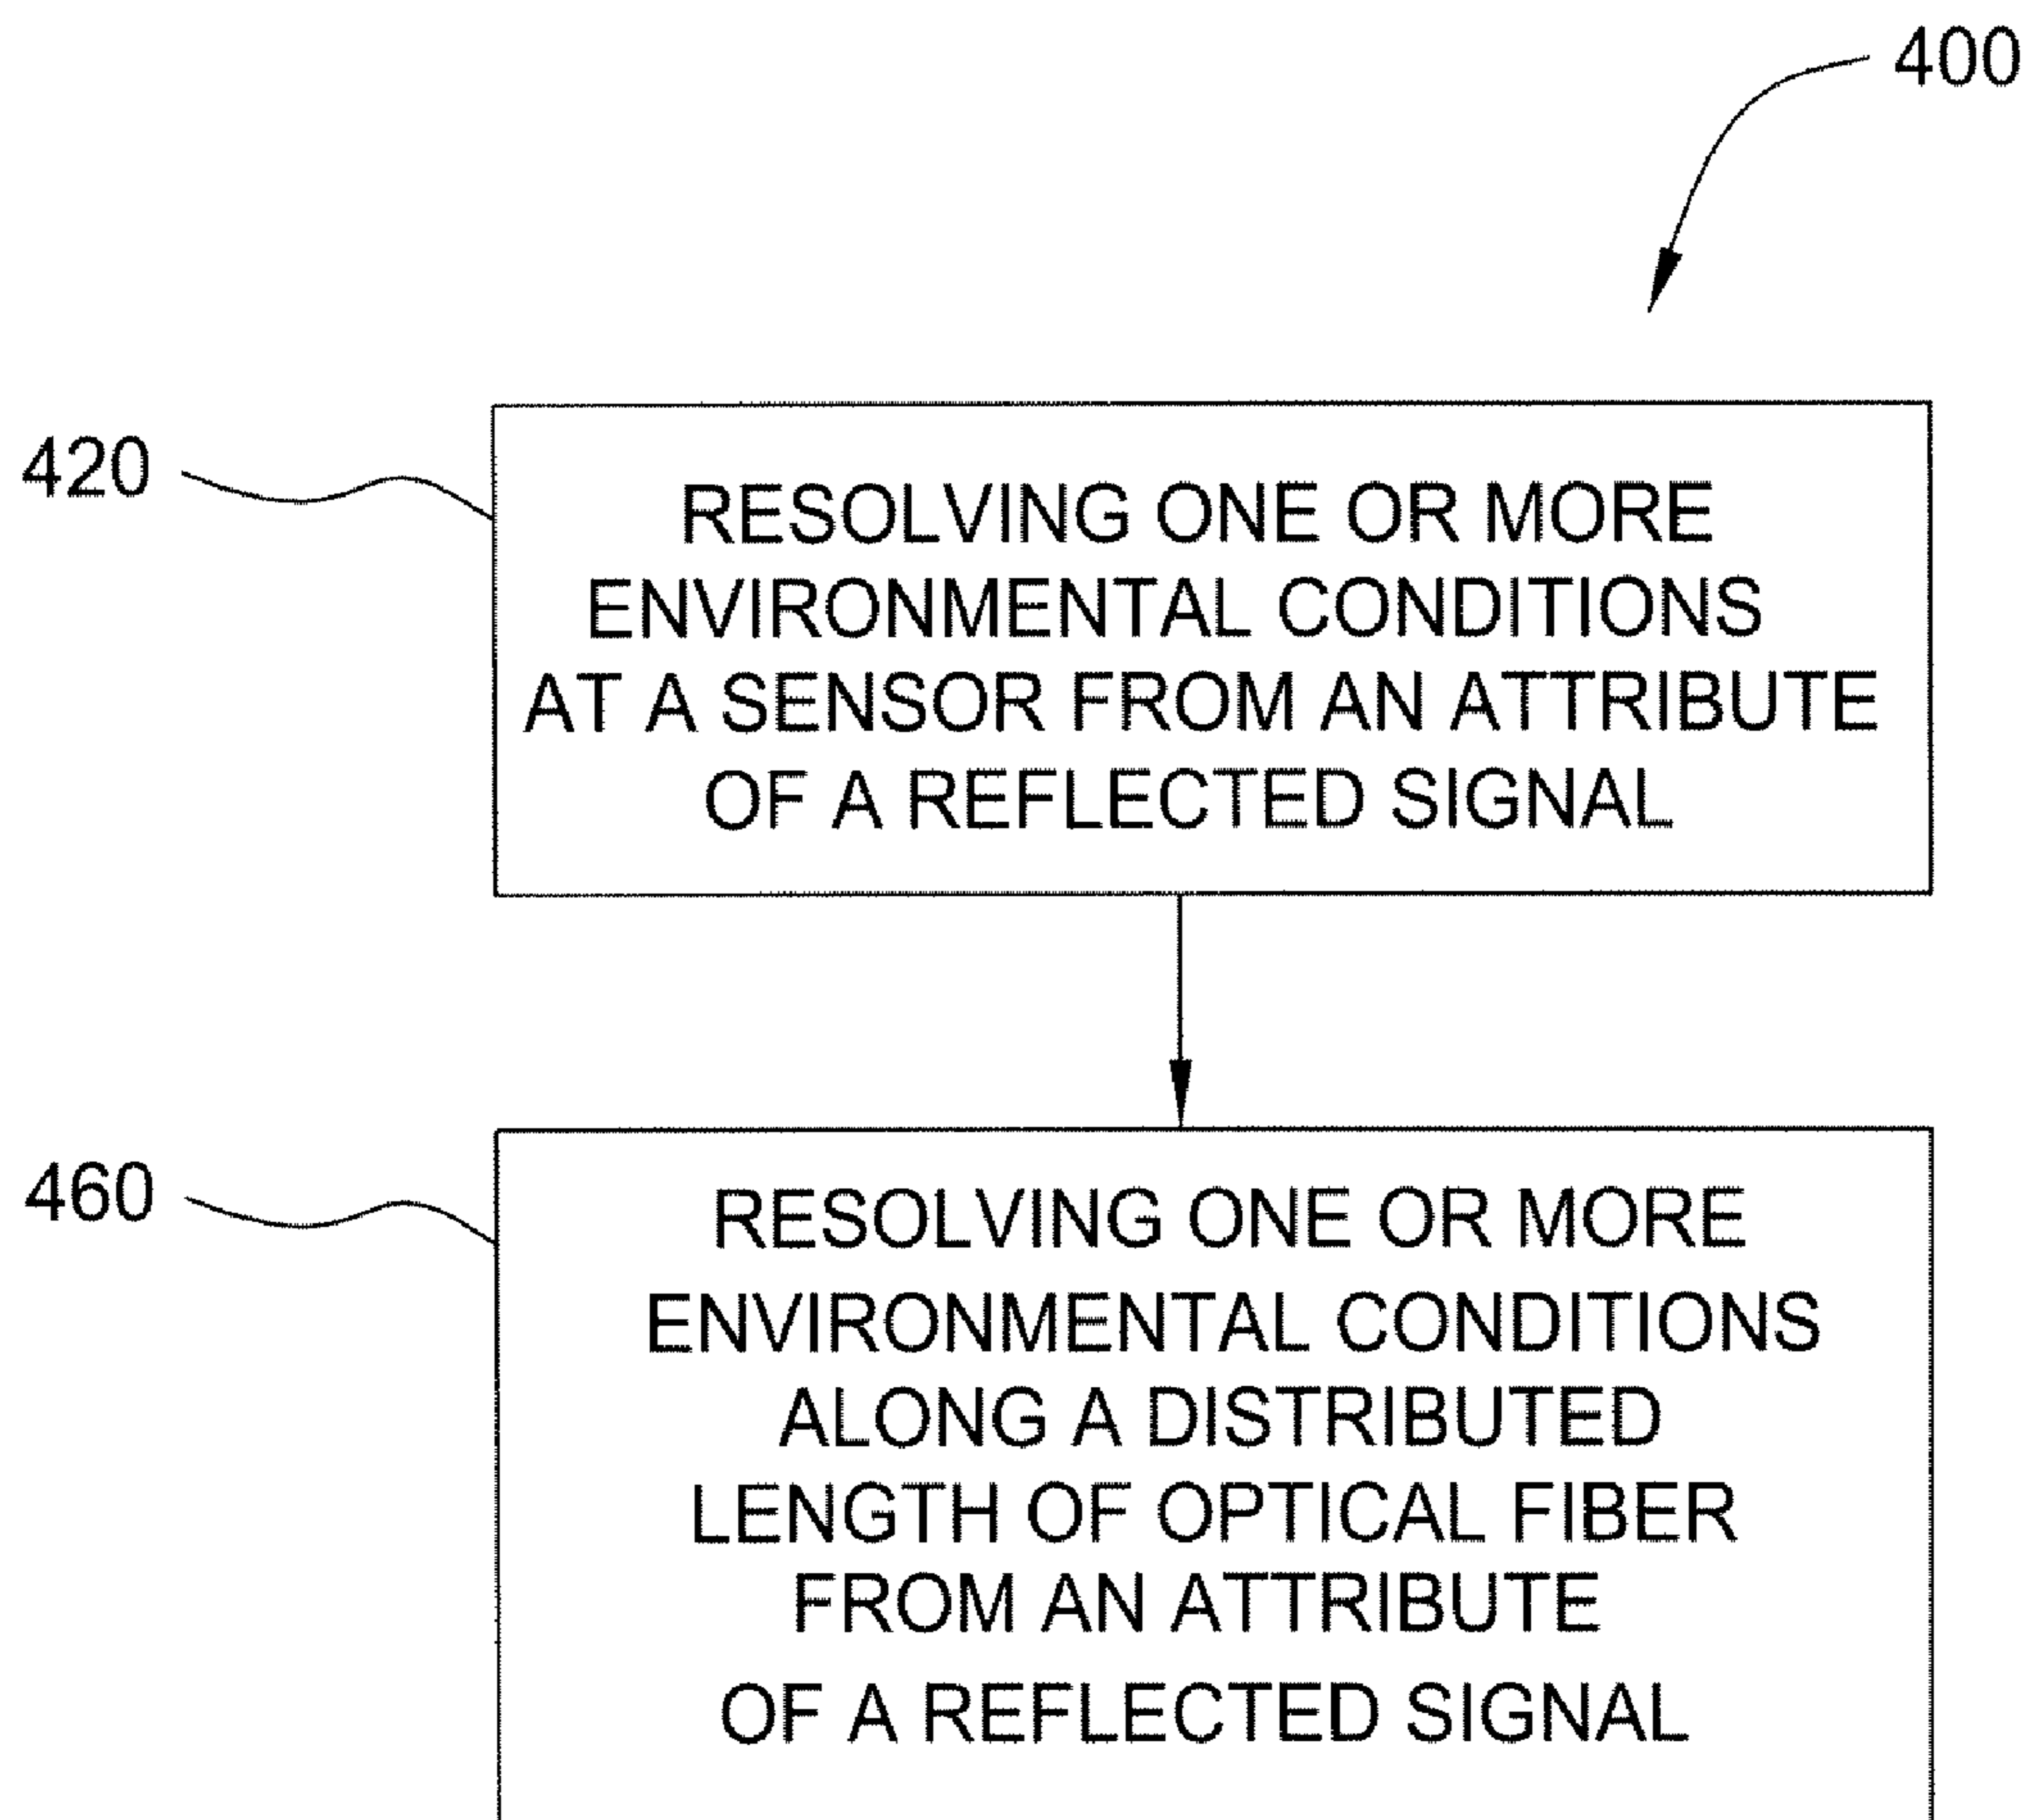 400
420
RESOLVING ONE OR MORE
ENVIRONMENTAL CONDITIONS
AT A SENSOR FROM AN ATTRIBUTE
OF A REFLECTED SIGNAL
460
RESOLVING ONE OR MORE
ENVIRONMENTAL CONDITIONS
ALONG A DISTRIBUTED
LENGTH OF OPTICAL FIBER
FROM AN ATTRIBUTE
OF A REFLECTED SIGNAL